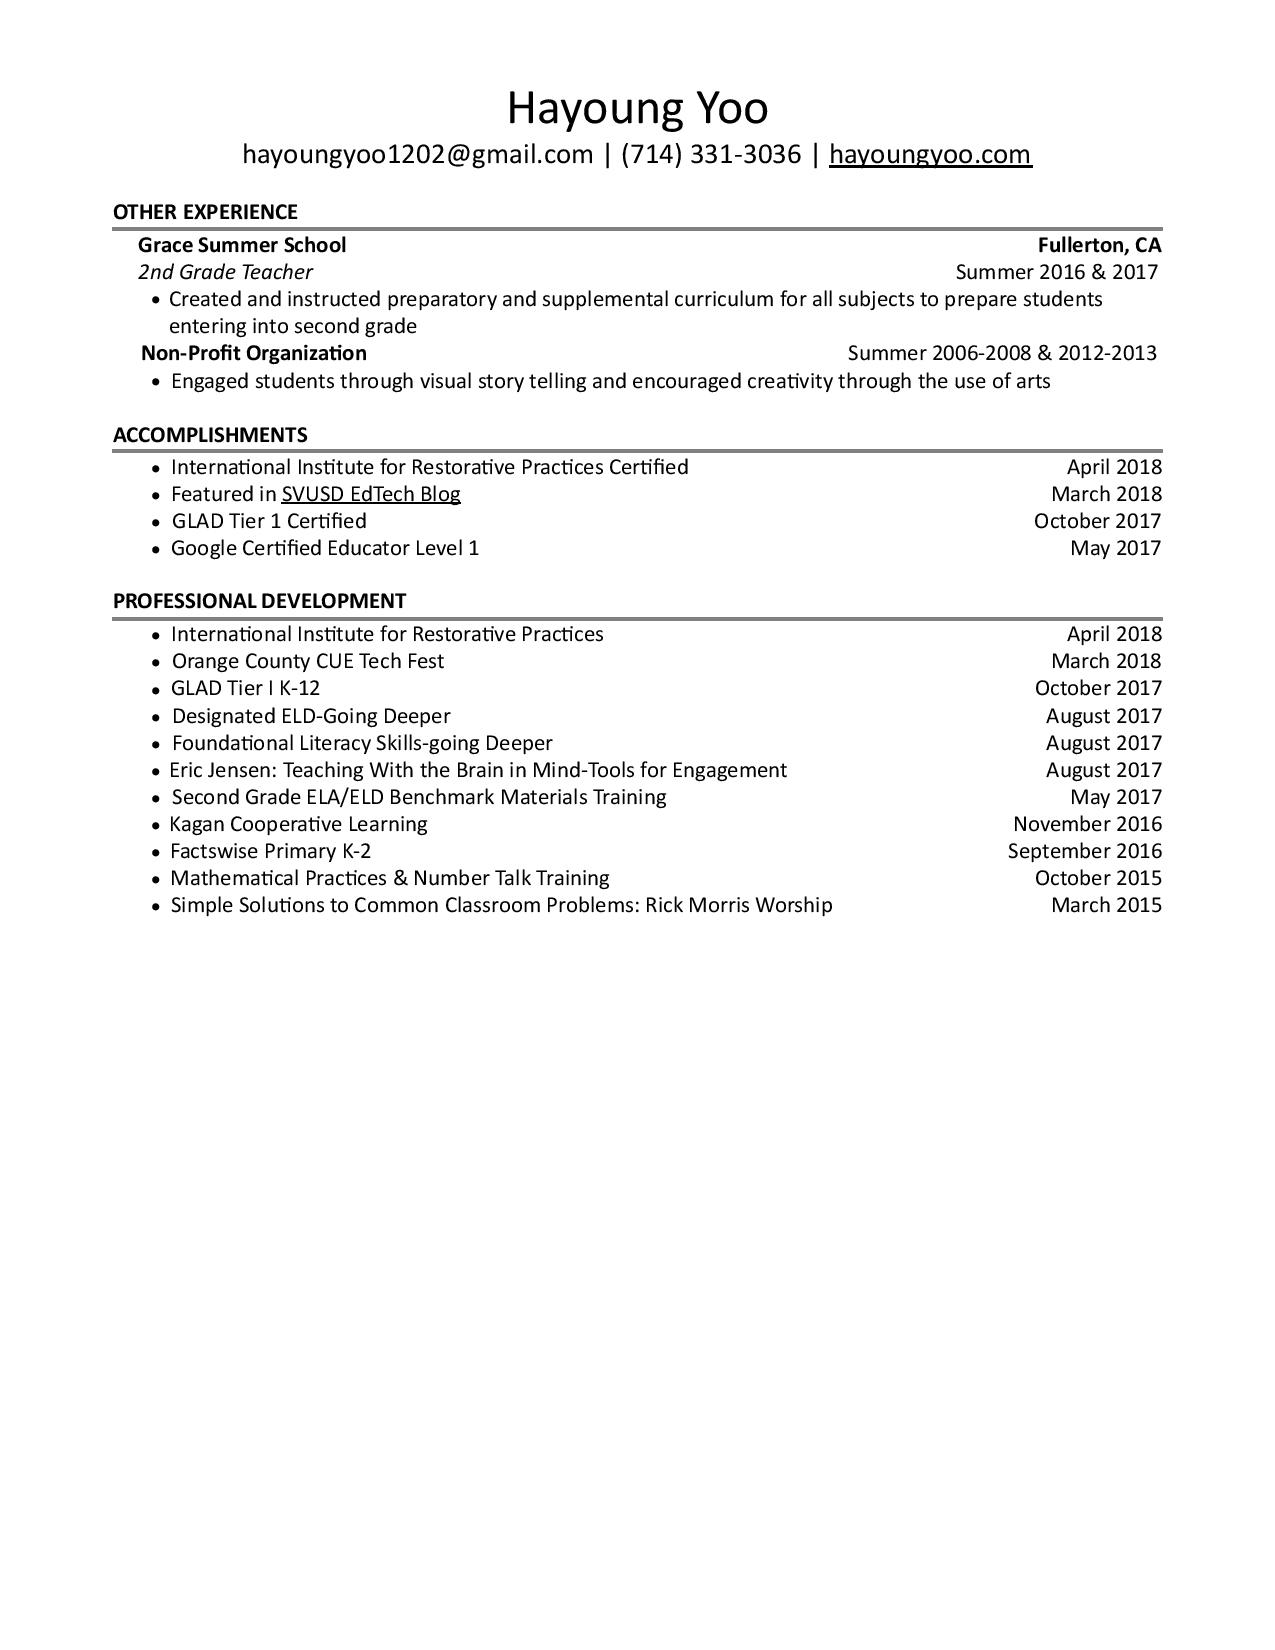 Hayoung Yoo
hayoungyoo1202@gmail.com | (714) 331-3036 | hayoungyoo.com
OTHER EXPERIENCE
Grace Summer School Fullerton, CA
2nd Grade Teacher Summer 2016 & 2017
• Created and instructed preparatory and supplemental curriculum for all subjects to prepare students
entering into second grade
Non-Profit Organization Summer 2006-2008 & 2012-2013
• Engaged students through visual story telling and encouraged creativity through the use of arts
ACCOMPLISHMENTS
• International Institute for Restorative Practices Certified April 2018
• Featured in SVUSD EdTech Blog March 2018
• GLAD Tier 1 Certified October 2017
• Google Certified Educator Level 1 May 2017
PROFESSIONAL DEVELOPMENT
• International Institute for Restorative Practices April 2018
• Orange County CUE Tech Fest March 2018
• GLAD Tier I K-12 October 2017
• Designated ELD-Going Deeper August 2017
• Foundational Literacy Skills-going Deeper August 2017
• Eric Jensen: Teaching With the Brain in Mind-Tools for Engagement August 2017
• Second Grade ELA/ELD Benchmark Materials Training May 2017
• Kagan Cooperative Learning November 2016
• Factswise Primary K-2 September 2016
• Mathematical Practices & Number Talk Training October 2015
• Simple Solutions to Common Classroom Problems: Rick Morris Worship March 2015